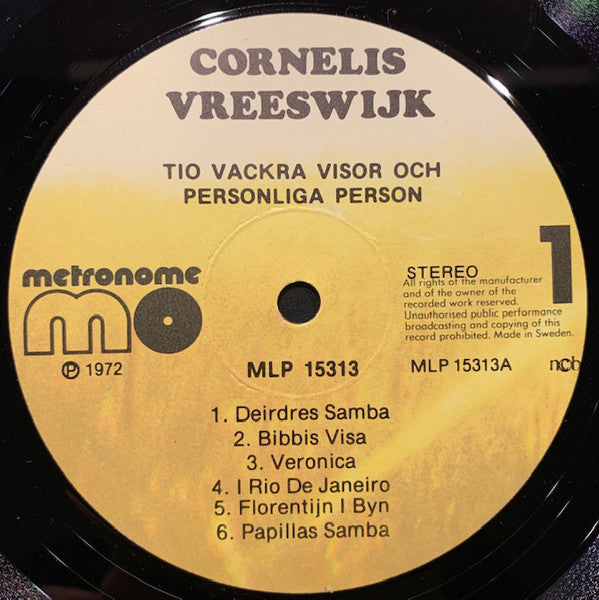 CORNELIS
VREESWIJK
TIO VACKRA VISOR OCH
PERSONLIGA PERSON
metronome
mo
℗ 1972
STEREO
All rights of the manufacturer
and of the owner of the
recorded work reserved.
Unauthorised public performance
broadcasting and copying of this
record prohibited. Made in Sweden.
1
MLP 15313
MLP 15313A
ncb
1. Deirdres Samba
2. Bibbis Visa
3. Veronica
4. I Rio De Janeiro
5. Florentijn I Byn
6. Papillas Samba